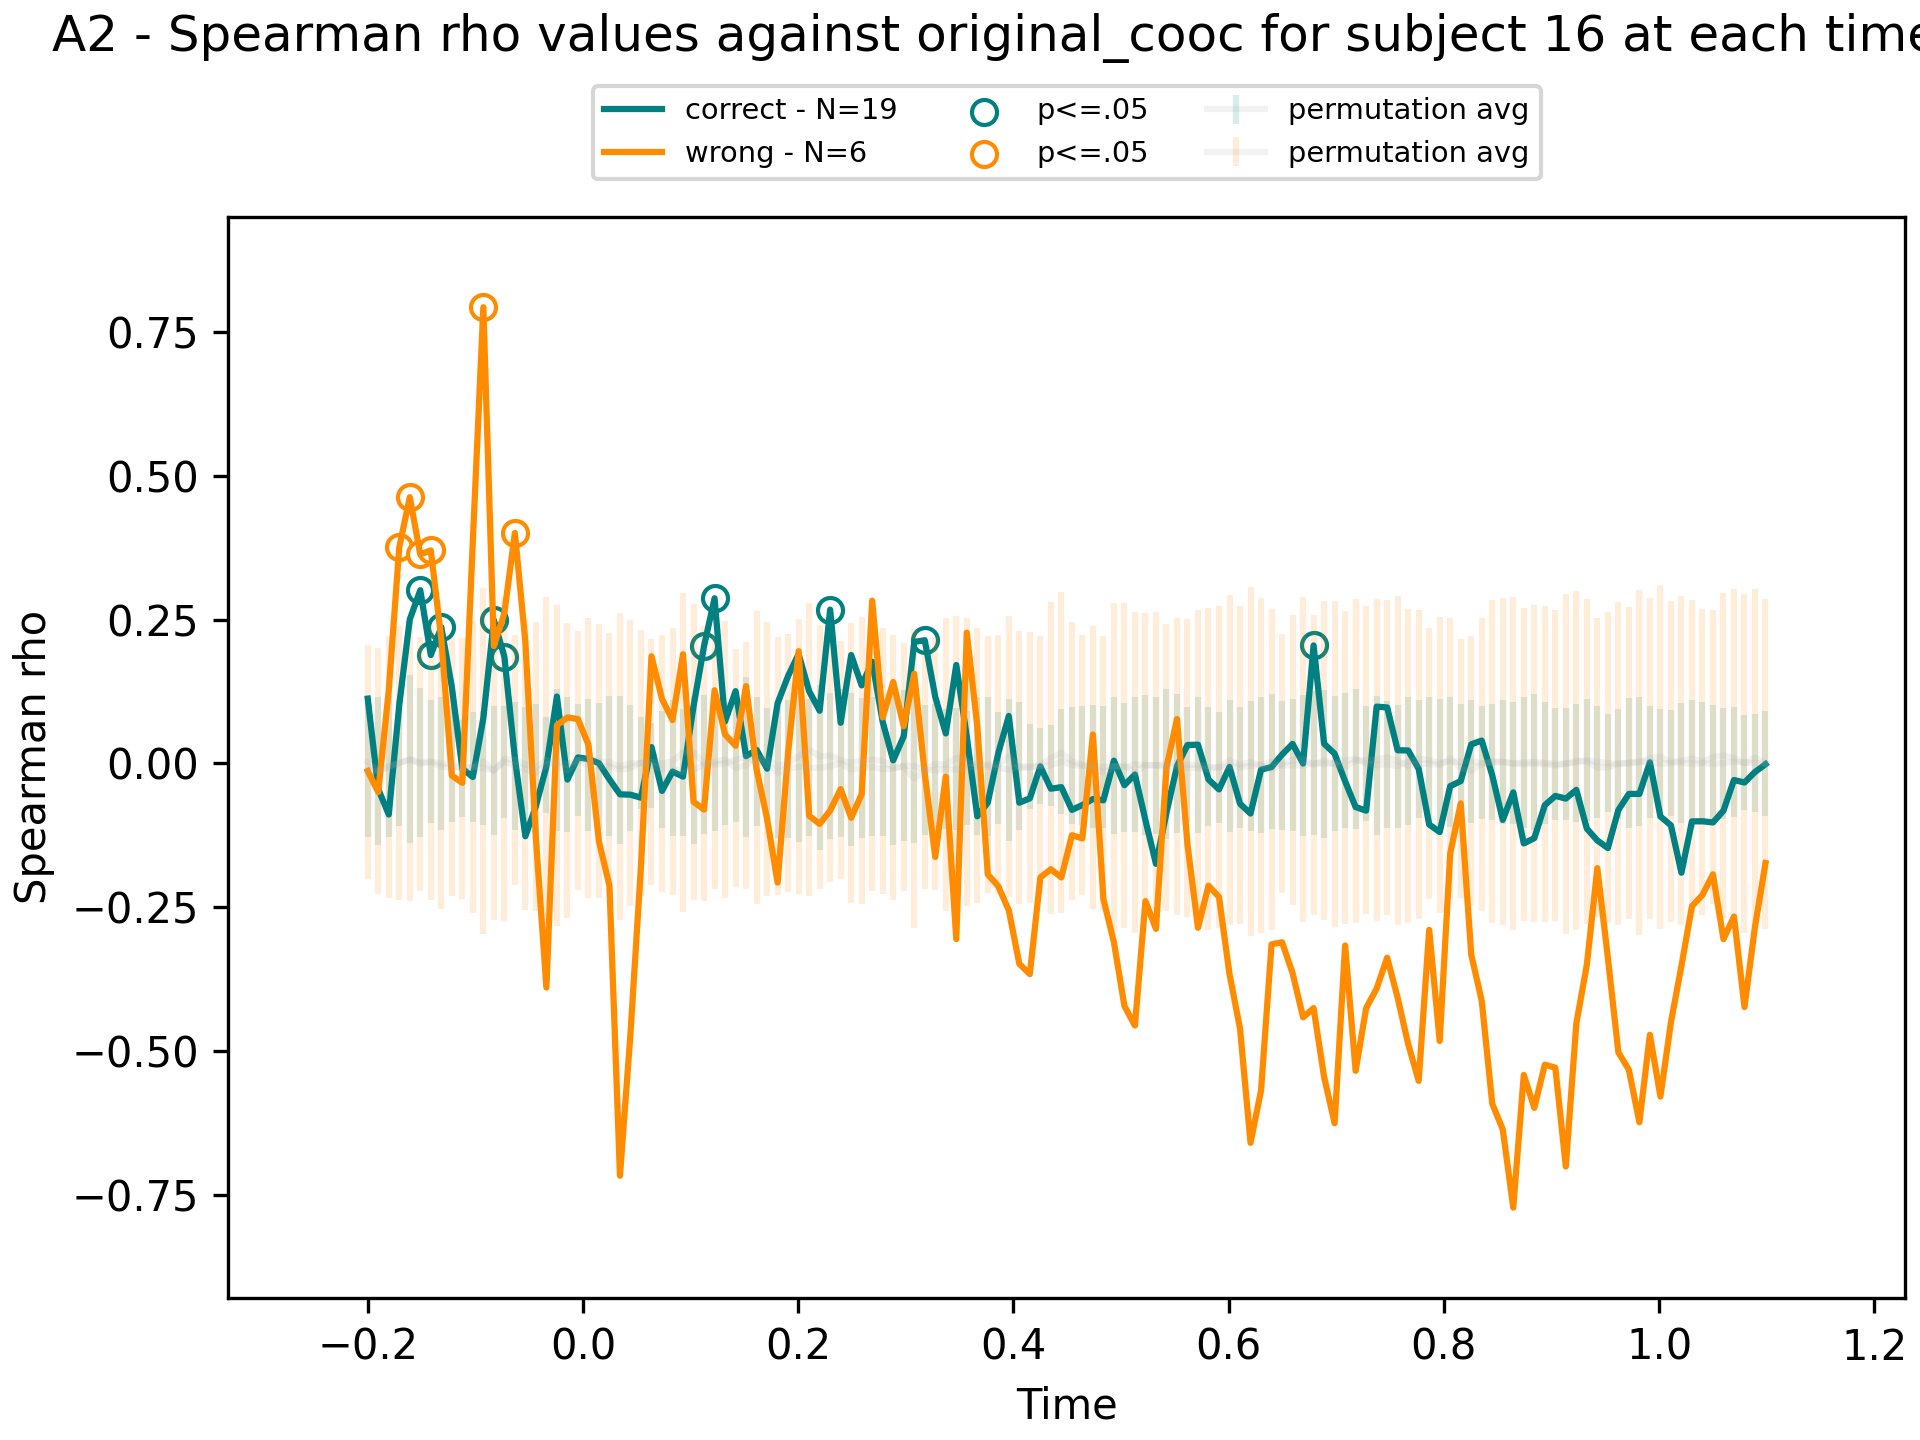 A2 - Spearman rho values against original_cooc for subject 16 at each time
correct - N=19
wrong - N=6
p<=.05
p<=.05
permutation avg
permutation avg
Spearman rho
0.75
0.50
0.25
0.00
−0.25
−0.50
−0.75
−0.2
0.0
0.2
0.4
0.6
0.8
1.0
1.2
Time